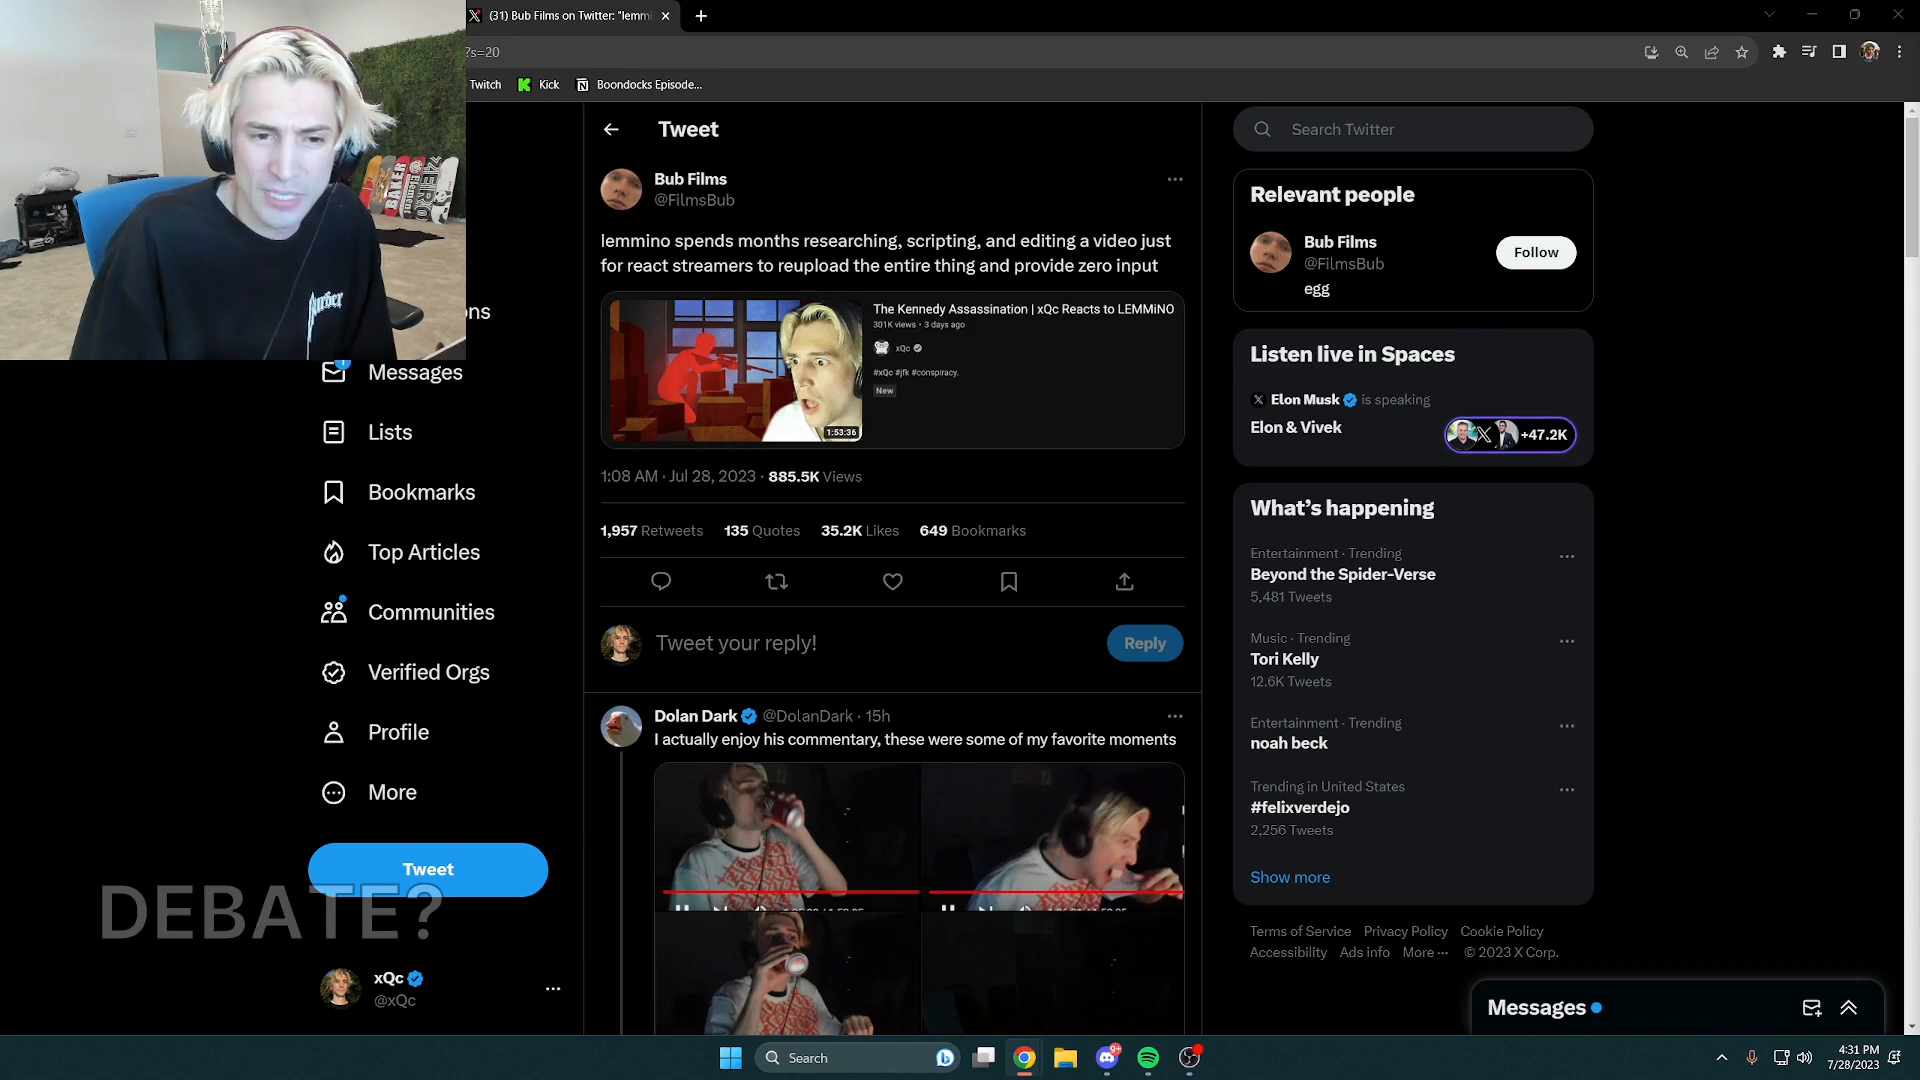 (31) Bub Films on Twitter: "lemmi
?s=20
Twitch
Kick
Boondocks Episode...
BAKER
Element
ZERO
Tweet
Bub Films
@FilmsBub
lemmino spends months researching, scripting, and editing a video just
for react streamers to reupload the entire thing and provide zero input
The Kennedy Assassination | xQc Reacts to LEMMiNO
301K views • 3 days ago
xQc
#xQc #jfk #conspiracy.
New
1:53:36
1:08 AM · Jul 28, 2023 · 885.5K Views
1,957 Retweets 135 Quotes 35.2K Likes 649 Bookmarks
Tweet your reply!
Reply
Dolan Dark @DolanDark · 15h
I actually enjoy his commentary, these were some of my favorite moments
ons
1
Messages
Lists
Bookmarks
Top Articles
Communities
Verified Orgs
Profile
More
Tweet
DEBATE?
xQc
@xQc
Search Twitter
Relevant people
Bub Films
@FilmsBub
egg
Follow
Listen live in Spaces
Elon Musk is speaking
Elon & Vivek
+47.2K
What's happening
Entertainment · Trending
Beyond the Spider-Verse
5,481 Tweets
Music · Trending
Tori Kelly
12.6K Tweets
Entertainment · Trending
noah beck
Trending in United States
#felixverdejo
2,256 Tweets
Show more
Terms of Service Privacy Policy Cookie Policy
Accessibility Ads info More ··· © 2023 X Corp.
Messages
Search
9+
4:31 PM
7/28/2023